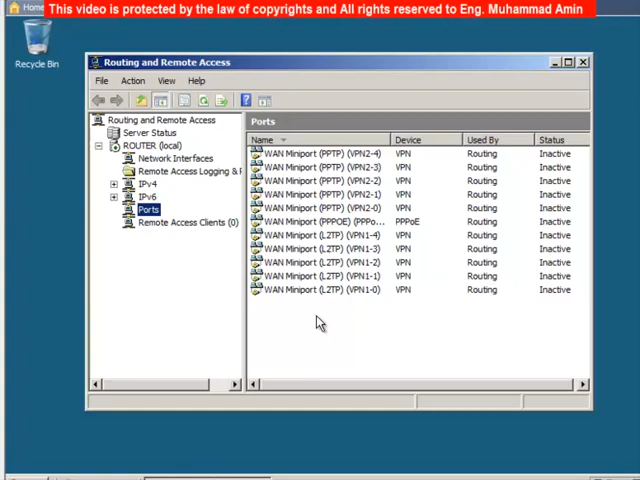 Home
This video is protected by the law of copyrights and All rights reserved to Eng. Muhammad Amin
Recycle Bin
Routing and Remote Access
File Action View Help
Routing and Remote Access
Server Status
ROUTER (local)
Network Interfaces
Remote Access Logging &
IPv4
IPv6
Ports
Remote Access Clients (0)
Ports
Name Device Used By Status
WAN Miniport (PPTP) (VPN2-4) VPN Routing Inactive
WAN Miniport (PPTP) (VPN2-3) VPN Routing Inactive
WAN Miniport (PPTP) (VPN2-2) VPN Routing Inactive
WAN Miniport (PPTP) (VPN2-1) VPN Routing Inactive
WAN Miniport (PPTP) (VPN2-0) VPN Routing Inactive
WAN Miniport (PPPOE) (PPPo... PPPoE Routing Inactive
WAN Miniport (L2TP) (VPN1-4) VPN Routing Inactive
WAN Miniport (L2TP) (VPN1-3) VPN Routing Inactive
WAN Miniport (L2TP) (VPN1-2) VPN Routing Inactive
WAN Miniport (L2TP) (VPN1-1) VPN Routing Inactive
WAN Miniport (L2TP) (VPN1-0) VPN Routing Inactive